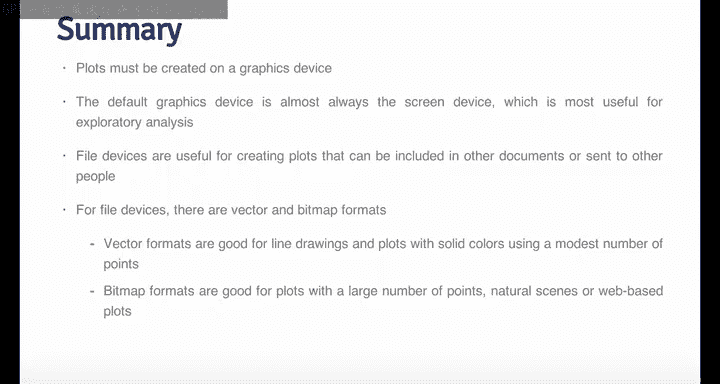 Summary
· Plots must be created on a graphics device
· The default graphics device is almost always the screen device, which is most useful for
exploratory analysis
· File devices are useful for creating plots that can be included in other documents or sent to other
people
· For file devices, there are vector and bitmap formats
- Vector formats are good for line drawings and plots with solid colors using a modest number of
points
- Bitmap formats are good for plots with a large number of points, natural scenes or web-based
plots